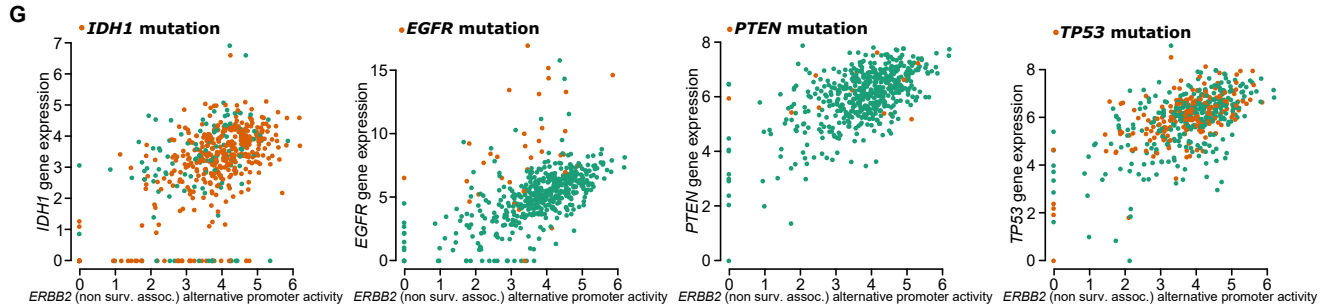 G
IDH1 mutation
7
6
5
4
3
2
1
0
IDH1 gene expression
0 1 2 3 4 5 6
ERBB2 (non surv. assoc.) alternative promoter activity
EGFR mutation
15
10
5
0
EGFR gene expression
0 1 2 3 4 5 6
ERBB2 (non surv. assoc.) alternative promoter activity
PTEN mutation
8
6
4
2
0
PTEN gene expression
0 1 2 3 4 5 6
ERBB2 (non surv. assoc.) alternative promoter activity
TP53 mutation
8
6
4
2
0
TP53 gene expression
0 1 2 3 4 5 6
ERBB2 (non surv. assoc.) alternative promoter activity